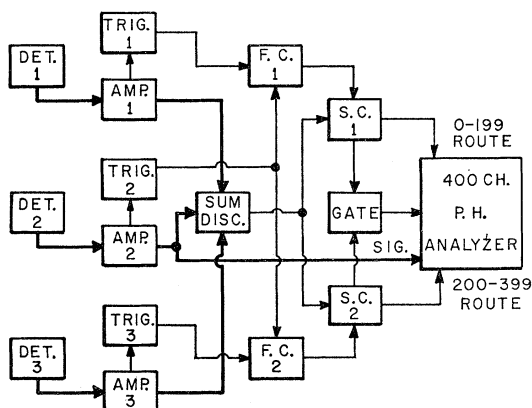 TRIG.
1
F. C.
1
DET.
1
AMP.
1
S. C.
1
0-199
ROUTE
TRIG.
2
400 CH.
P. H.
ANALYZER
DET.
2
SUM
DISC.
GATE
AMP.
2
SIG.
S. C.
2
200-399
ROUTE
TRIG.
3
F. C.
2
DET.
3
AMP.
3